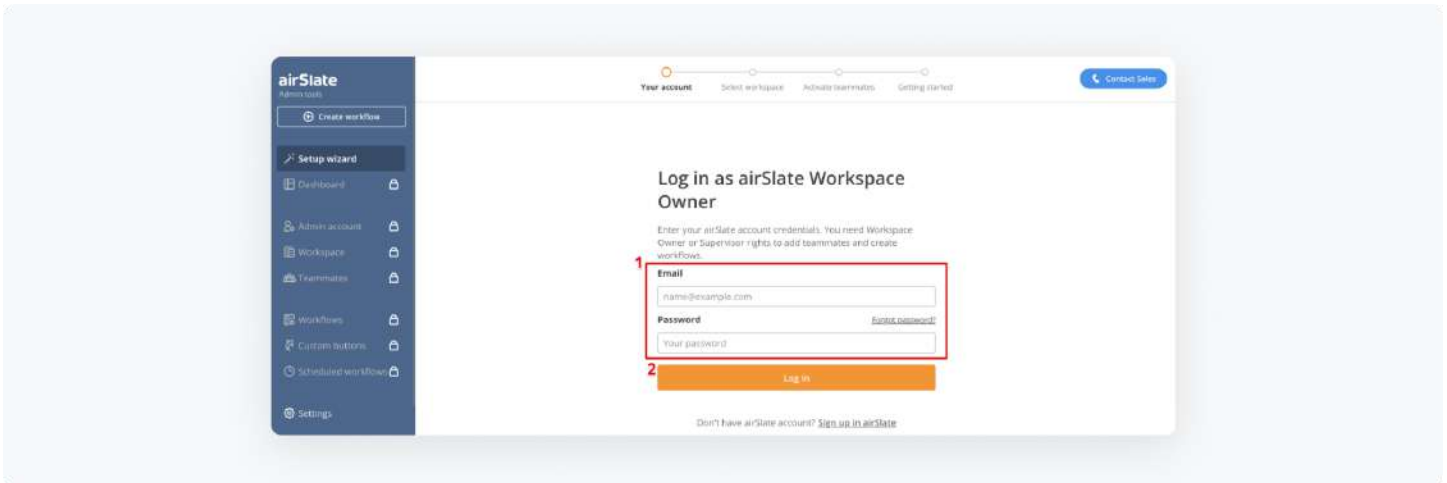 airSlate
Admin tools
Create workflow
Setup wizard
Dashboard
Admin account
Workspace
Teammates
Workflows
Custom buttons
Scheduled workflows
Settings
Your account
Select workspace
Activate teammates
Getting started
Contact Sales
Log in as airSlate Workspace
Owner
Enter your airSlate account credentials. You need Workspace
Owner or Supervisor rights to add teammates and create
workflows.
1
Email
name@example.com
Password
Forgot password?
Your password
2
Log in
Don't have airSlate account? Sign up in airSlate